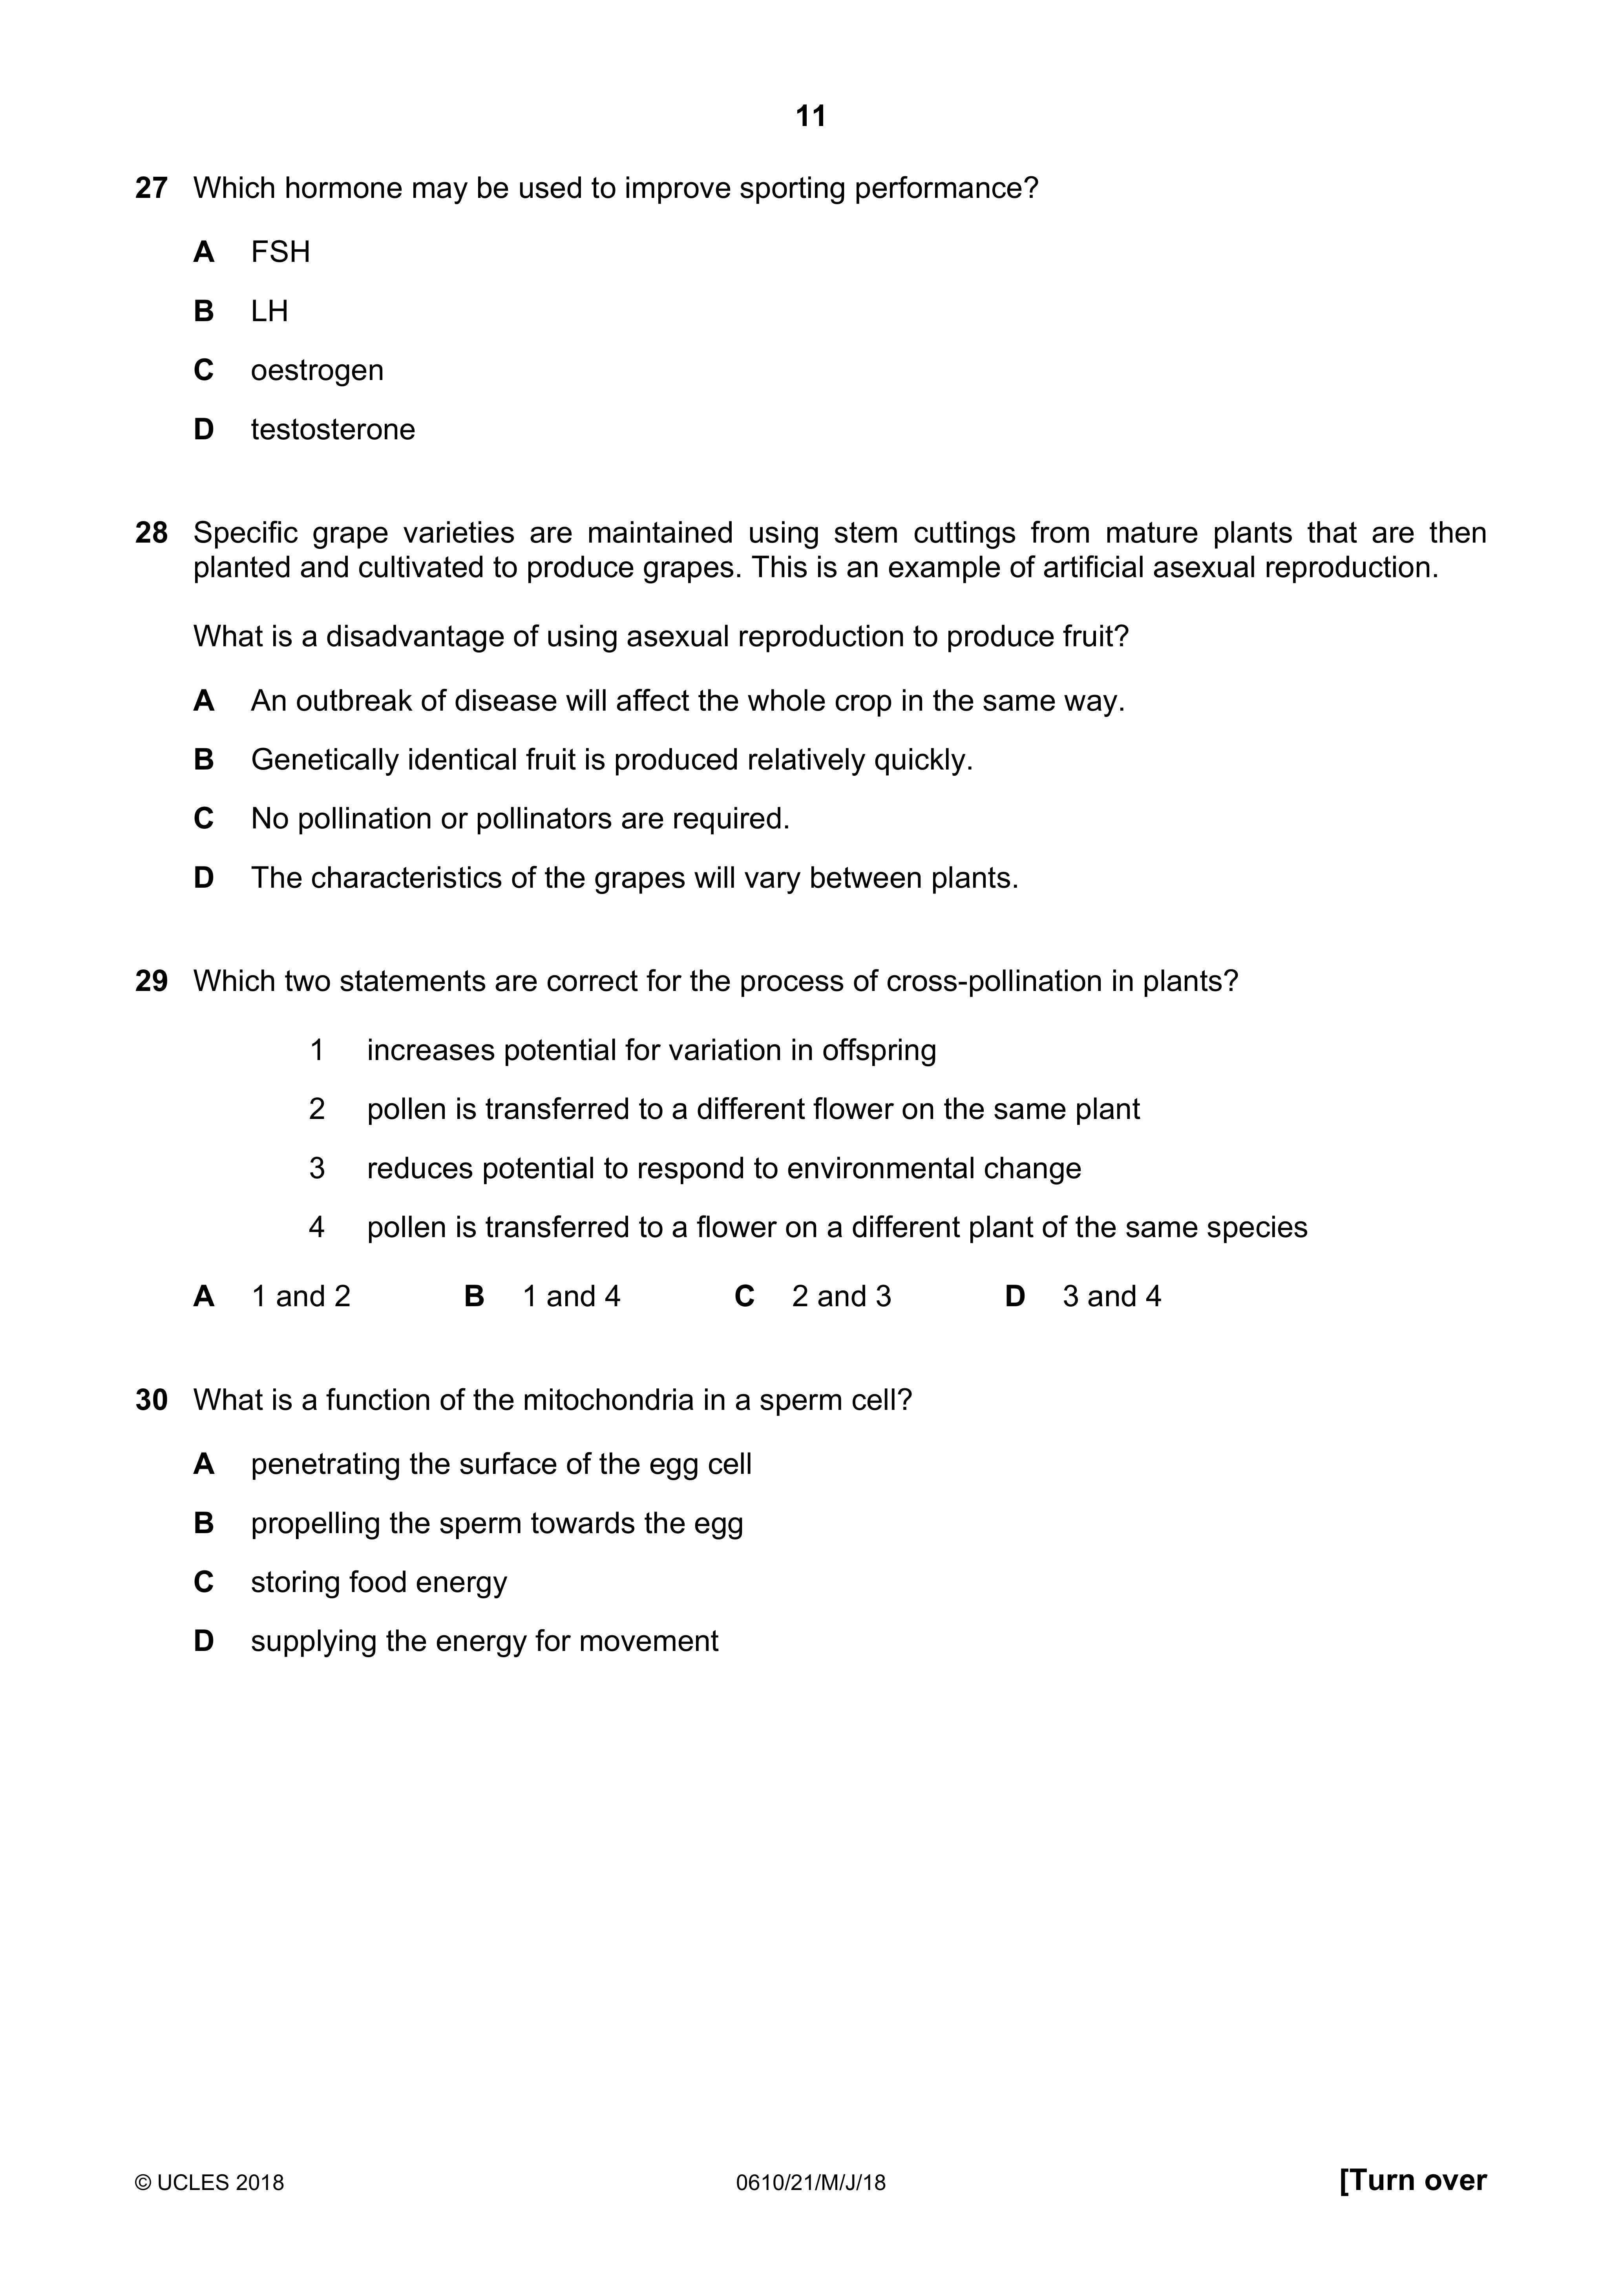 11
27 Which hormone may be used to improve sporting performance?
A FSH
B LH
C oestrogen
D testosterone
28 Specific grape varieties are maintained using stem cuttings from mature plants that are then
planted and cultivated to produce grapes. This is an example of artificial asexual reproduction.
What is a disadvantage of using asexual reproduction to produce fruit?
A An outbreak of disease will affect the whole crop in the same way.
B Genetically identical fruit is produced relatively quickly.
C No pollination or pollinators are required.
D The characteristics of the grapes will vary between plants.
29 Which two statements are correct for the process of cross-pollination in plants?
1 increases potential for variation in offspring
2 pollen is transferred to a different flower on the same plant
3 reduces potential to respond to environmental change
4 pollen is transferred to a flower on a different plant of the same species
A 1 and 2 B 1 and 4 C 2 and 3 D 3 and 4
30 What is a function of the mitochondria in a sperm cell?
A penetrating the surface of the egg cell
B propelling the sperm towards the egg
C storing food energy
D supplying the energy for movement
© UCLES 2018 0610/21/M/J/18 [Turn over